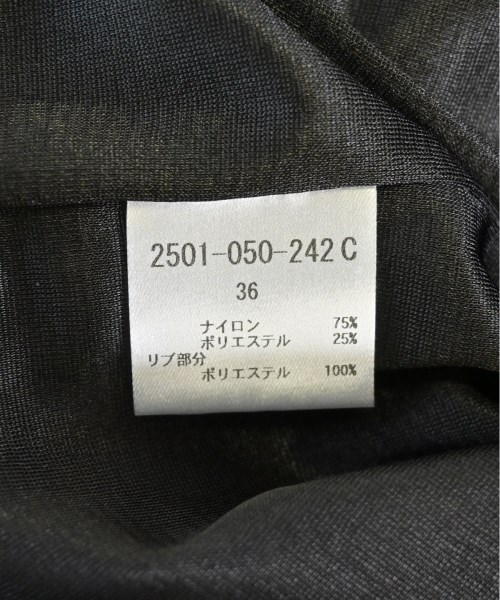 2501-050-242 C
36
ナイロン 75%
ポリエステル 25%
リブ部分
ポリエステル 100%